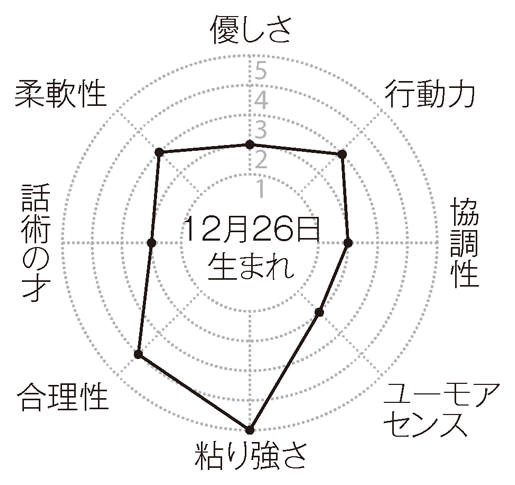 優しさ
行動力
協調性
ユーモア
センス
粘り強さ
合理性
話術の才
柔軟性
5
4
3
2
1
12月26日
生まれ